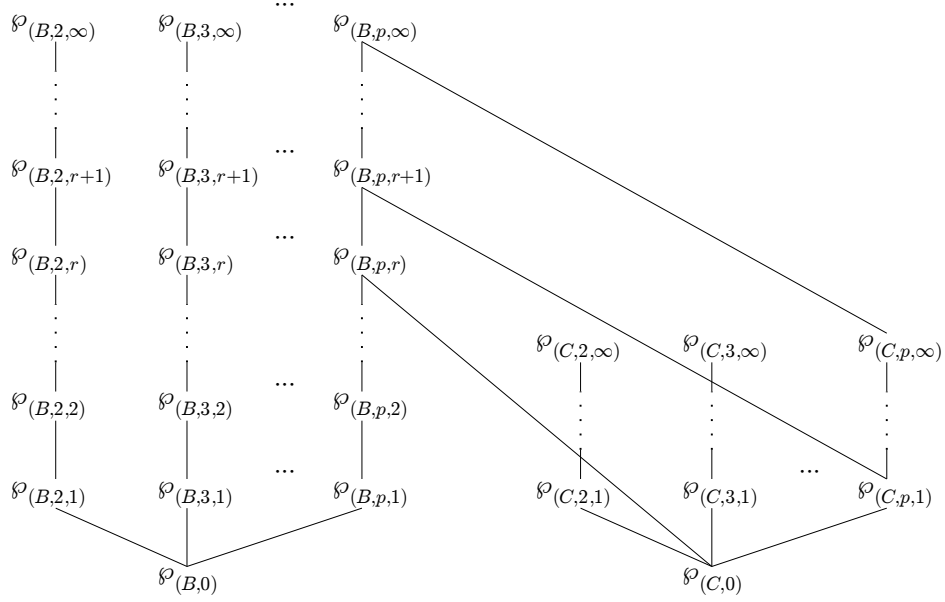 ...
℘(B,2,∞) ℘(B,3,∞) ℘(B,p,∞)
...
℘(B,2,r+1) ℘(B,3,r+1) ℘(B,p,r+1)
...
℘(B,2,r) ℘(B,3,r) ℘(B,p,r)
℘(C,2,∞) ℘(C,3,∞) ℘(C,p,∞)
...
℘(B,2,2) ℘(B,3,2) ℘(B,p,2)
... ...
℘(B,2,1) ℘(B,3,1) ℘(B,p,1) ℘(C,2,1) ℘(C,3,1) ℘(C,p,1)
℘(B,0) ℘(C,0)